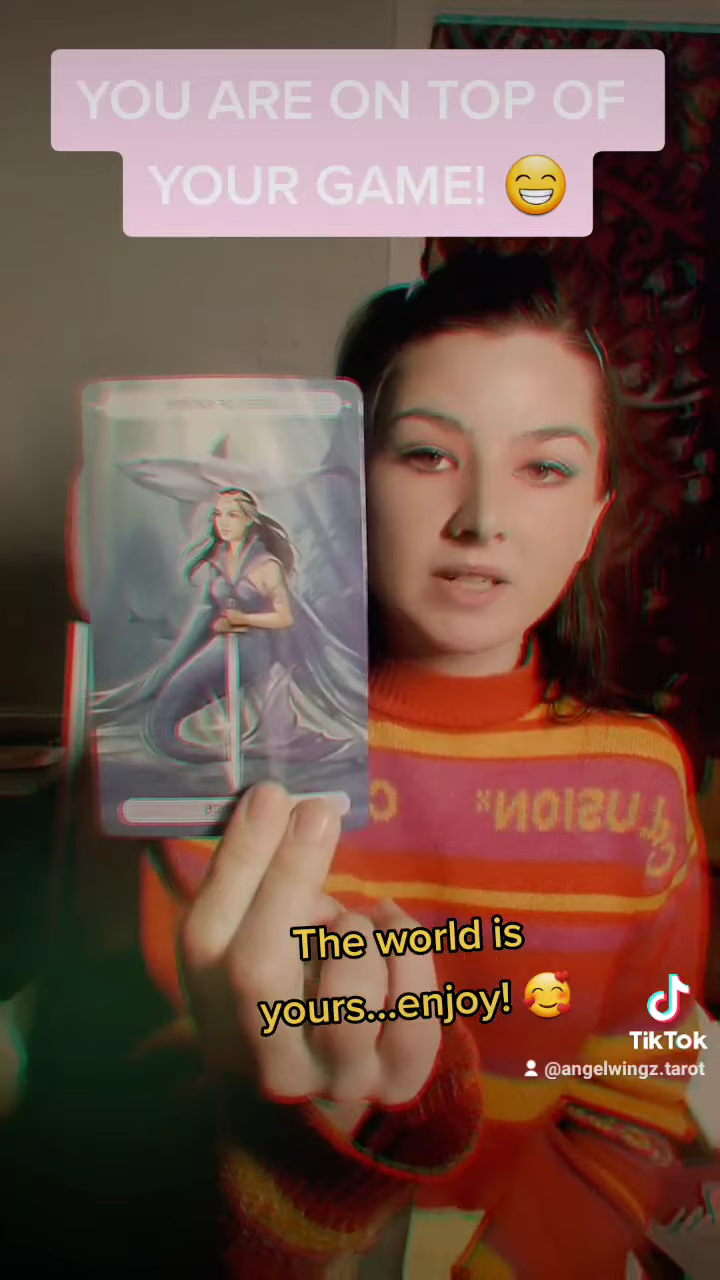 YOU ARE ON TOP OF
YOUR GAME! 😁
The world is
yours...enjoy! 🥰
TikTok
@angelwingz.tarot